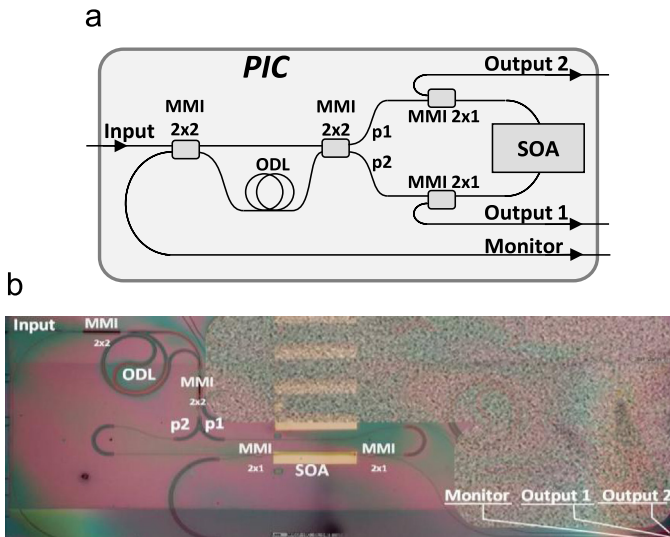 a
PIC
Output 2
MMI
2x2
MMI
2x2
Input
p1
MMI 2x1
SOA
ODL
p2
MMI 2x1
Output 1
Monitor
b
Input
MMI
2x2
ODL
MMI
2x2
p2 p1
MMI
2x1
MMI
2x1
SOA
Monitor Output 1 Output 2